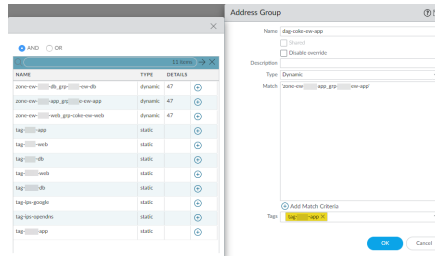 AND OR
11 items
NAME TYPE DETAILS
zone-ew- -db_grp- -ew-db dynamic 47
zone-ew- -app_grp e-ew-app dynamic 47
zone-ew- -web_grp-coke-ew-web dynamic 47
tag- -app static
tag- -web static
tag- -db static
tag- web static
tag- db static
tag-ips-google static
tag-ips-opendns static
tag- app static
Address Group
Name dag-coke-ew-app
Shared
Disable override
Description
Type Dynamic
Match 'zone-ew- app_grp- ew-app'
Add Match Criteria
Tags tag- -app ×
OK Cancel